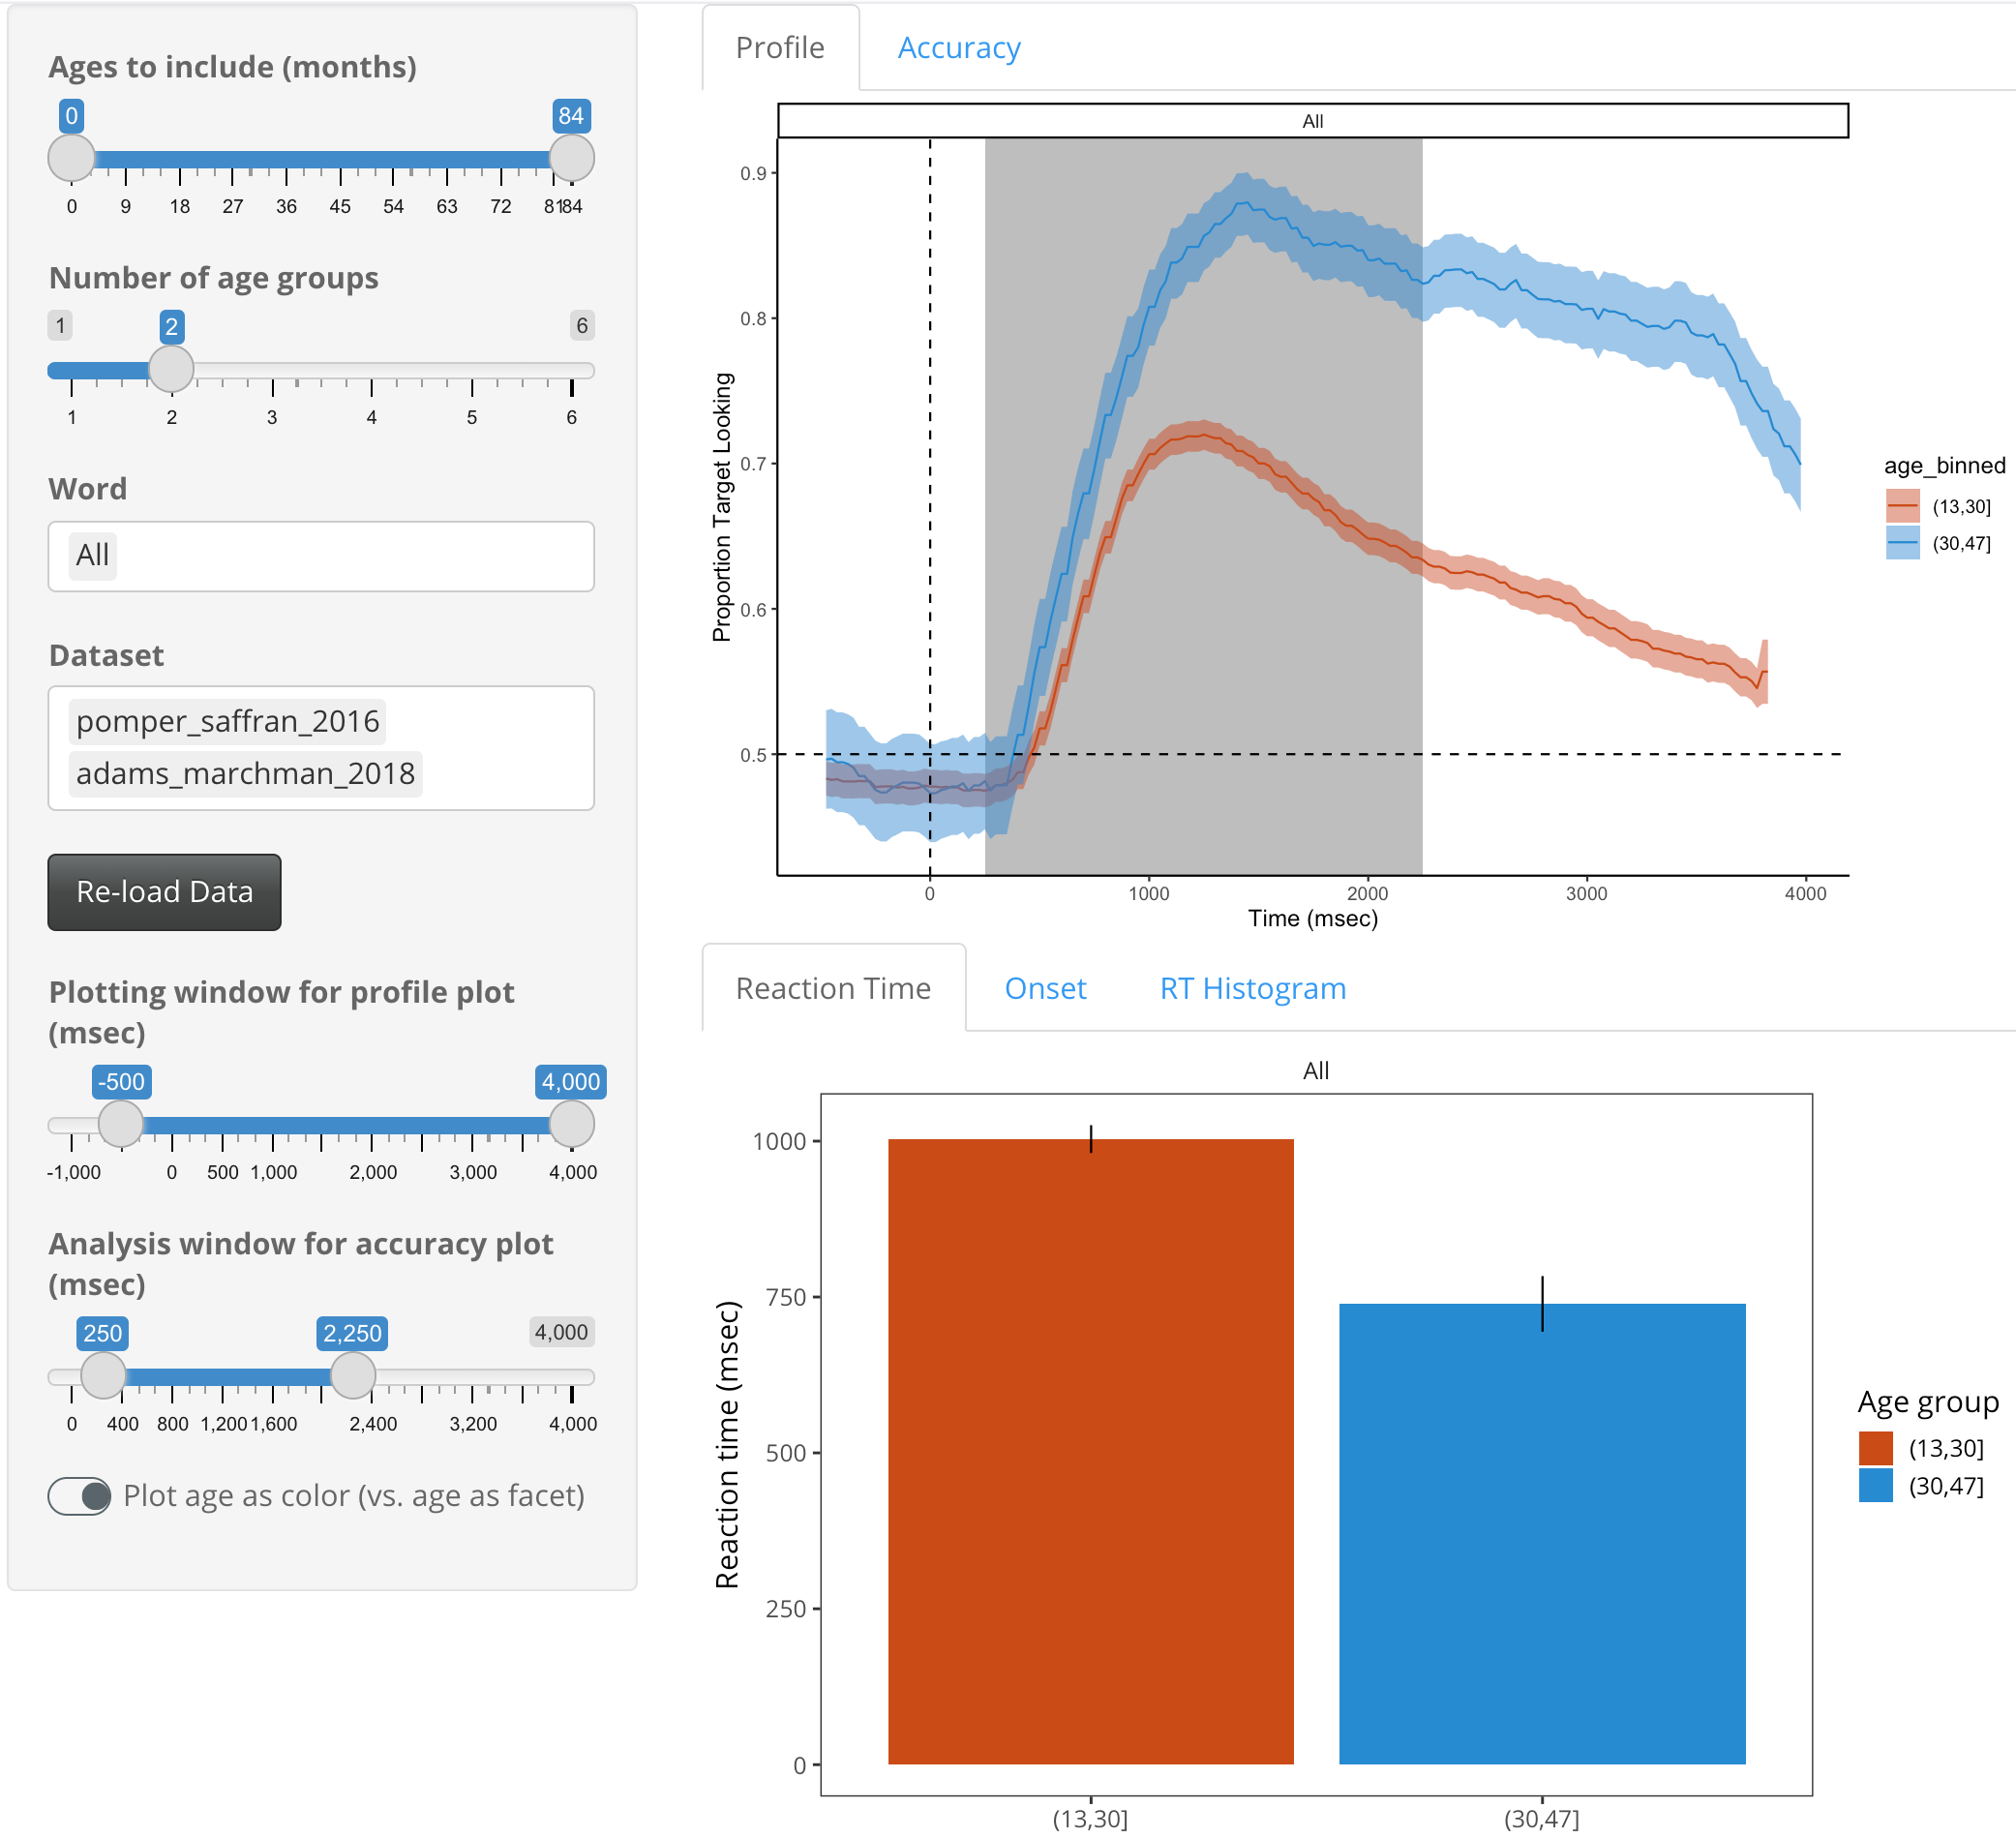 Ages to include (months)
0 84
0 9 18 27 36 45 54 63 72 8184
Number of age groups
1 2 6
1 2 3 4 5 6
Word
All
Dataset
pomper_saffran_2016
adams_marchman_2018
Re-load Data
Plotting window for profile plot
(msec)
-500 4,000
-1,000 0 500 1,000 2,000 3,000 4,000
Analysis window for accuracy plot
(msec)
250 2,250 4,000
0 400 800 1,200 1,600 2,400 3,200 4,000
Plot age as color (vs. age as facet)
Profile Accuracy
All
Proportion Target Looking
0.9
0.8
0.7
0.6
0.5
0 1000 2000 3000 4000
Time (msec)
age_binned
(13,30]
(30,47]
Reaction Time Onset RT Histogram
All
Reaction time (msec)
1000
750
500
250
0
(13,30] (30,47]
Age group
(13,30]
(30,47]